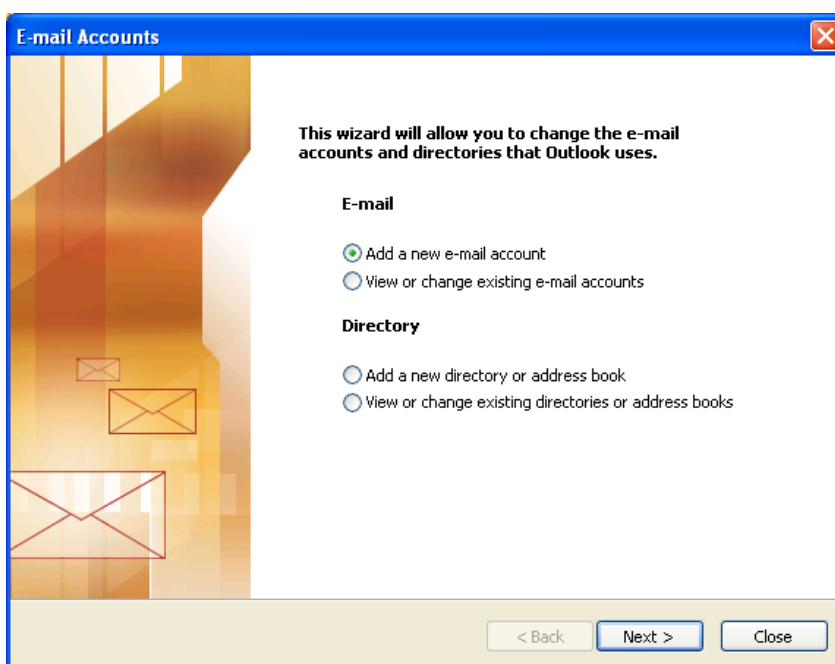 E-mail Accounts
This wizard will allow you to change the e-mail
accounts and directories that Outlook uses.
E-mail
Add a new e-mail account
View or change existing e-mail accounts
Directory
Add a new directory or address book
View or change existing directories or address books
< Back Next > Close